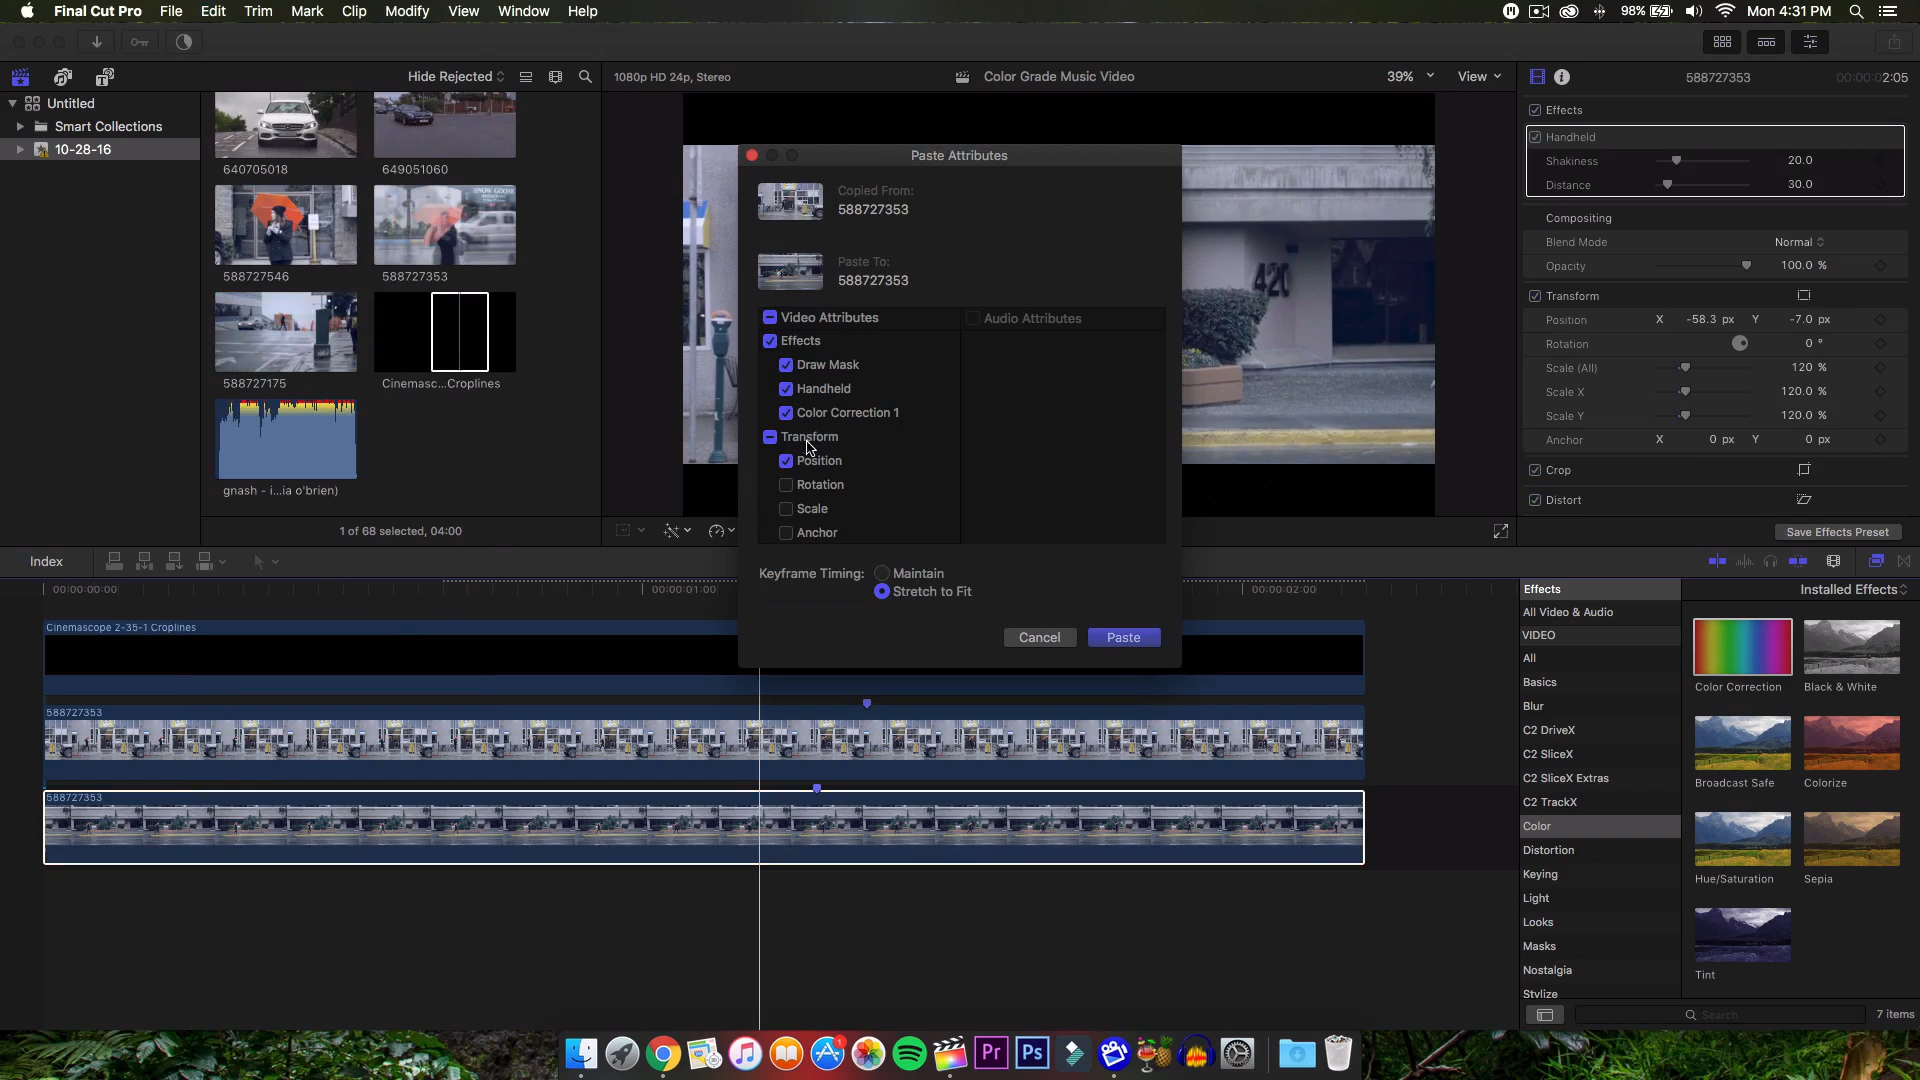 Final Cut Pro File Edit Trim Mark Clip Modify View Window Help
98% Mon 4:31 PM
Hide Rejected
1080p HD 24p, Stereo
Color Grade Music Video
39% View
588727353
00:00:02:05
Untitled
Smart Collections
10-28-16
640705018
649051060
588727546
588727353
588727175
Cinemasc...Croplines
gnash - i...ia o'brien)
1 of 68 selected, 04:00
420
Paste Attributes
Copied From:
588727353
Paste To:
588727353
Video Attributes
Audio Attributes
Effects
Draw Mask
Handheld
Color Correction 1
Transform
Position
Rotation
Scale
Anchor
Keyframe Timing: Maintain
Stretch to Fit
Cancel
Paste
Effects
Handheld
Shakiness 20.0
Distance 30.0
Compositing
Blend Mode Normal
Opacity 100.0 %
Transform
Position X -58.3 px Y -7.0 px
Rotation 0 °
Scale (All) 120 %
Scale X 120.0 %
Scale Y 120.0 %
Anchor X 0 px Y 0 px
Crop
Distort
Save Effects Preset
Index
00:00:00:00
00:00:01:00
00:00:02:00
Cinemascope 2-35-1 Croplines
588727353
588727353
Effects
Installed Effects
All Video & Audio
VIDEO
All
Basics
Blur
C2 DriveX
C2 SliceX
C2 SliceX Extras
C2 TrackX
Color
Distortion
Keying
Light
Looks
Masks
Nostalgia
Stylize
Color Correction
Black & White
Broadcast Safe
Colorize
Hue/Saturation
Sepia
Tint
Search
7 items
1
Pr
Ps